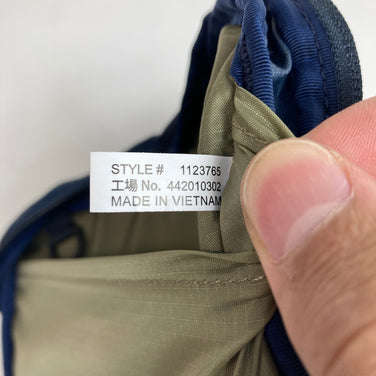 STYLE # 1123765
工場 No. 442010302
MADE IN VIETNAM